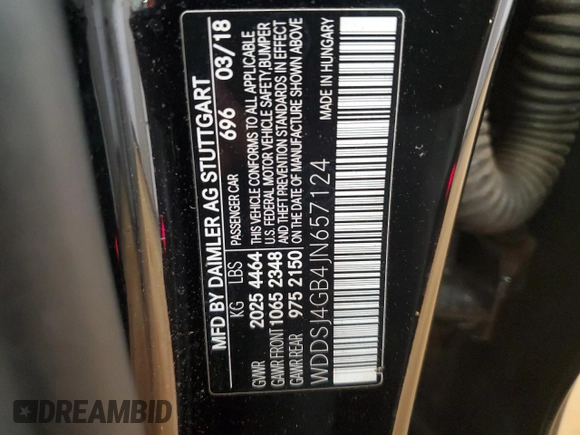 MFD BY DAIMLER AG STUTTGART
696 03/18
KG LBS PASSENGER CAR
GVWR 2025 4464 THIS VEHICLE CONFORMS TO ALL APPLICABLE
U.S. FEDERAL MOTOR VEHICLE SAFETY, BUMPER
GAWR FRONT 1065 2348 AND THEFT PREVENTION STANDARDS IN EFFECT
GAWR REAR 975 2150 ON THE DATE OF MANUFACTURE SHOWN ABOVE.
MADE IN HUNGARY
WDDSJ4GB4JN657124
DREAMBID